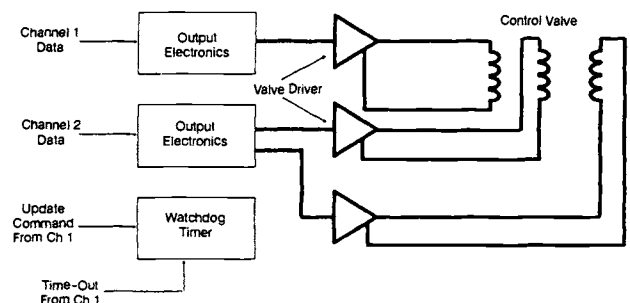 Channel 1
Data
Output
Electronics
Control Valve
Valve Driver
Channel 2
Data
Output
Electronics
Update
Command
From Ch 1
Watchdog
Timer
Time-Out
From Ch 1